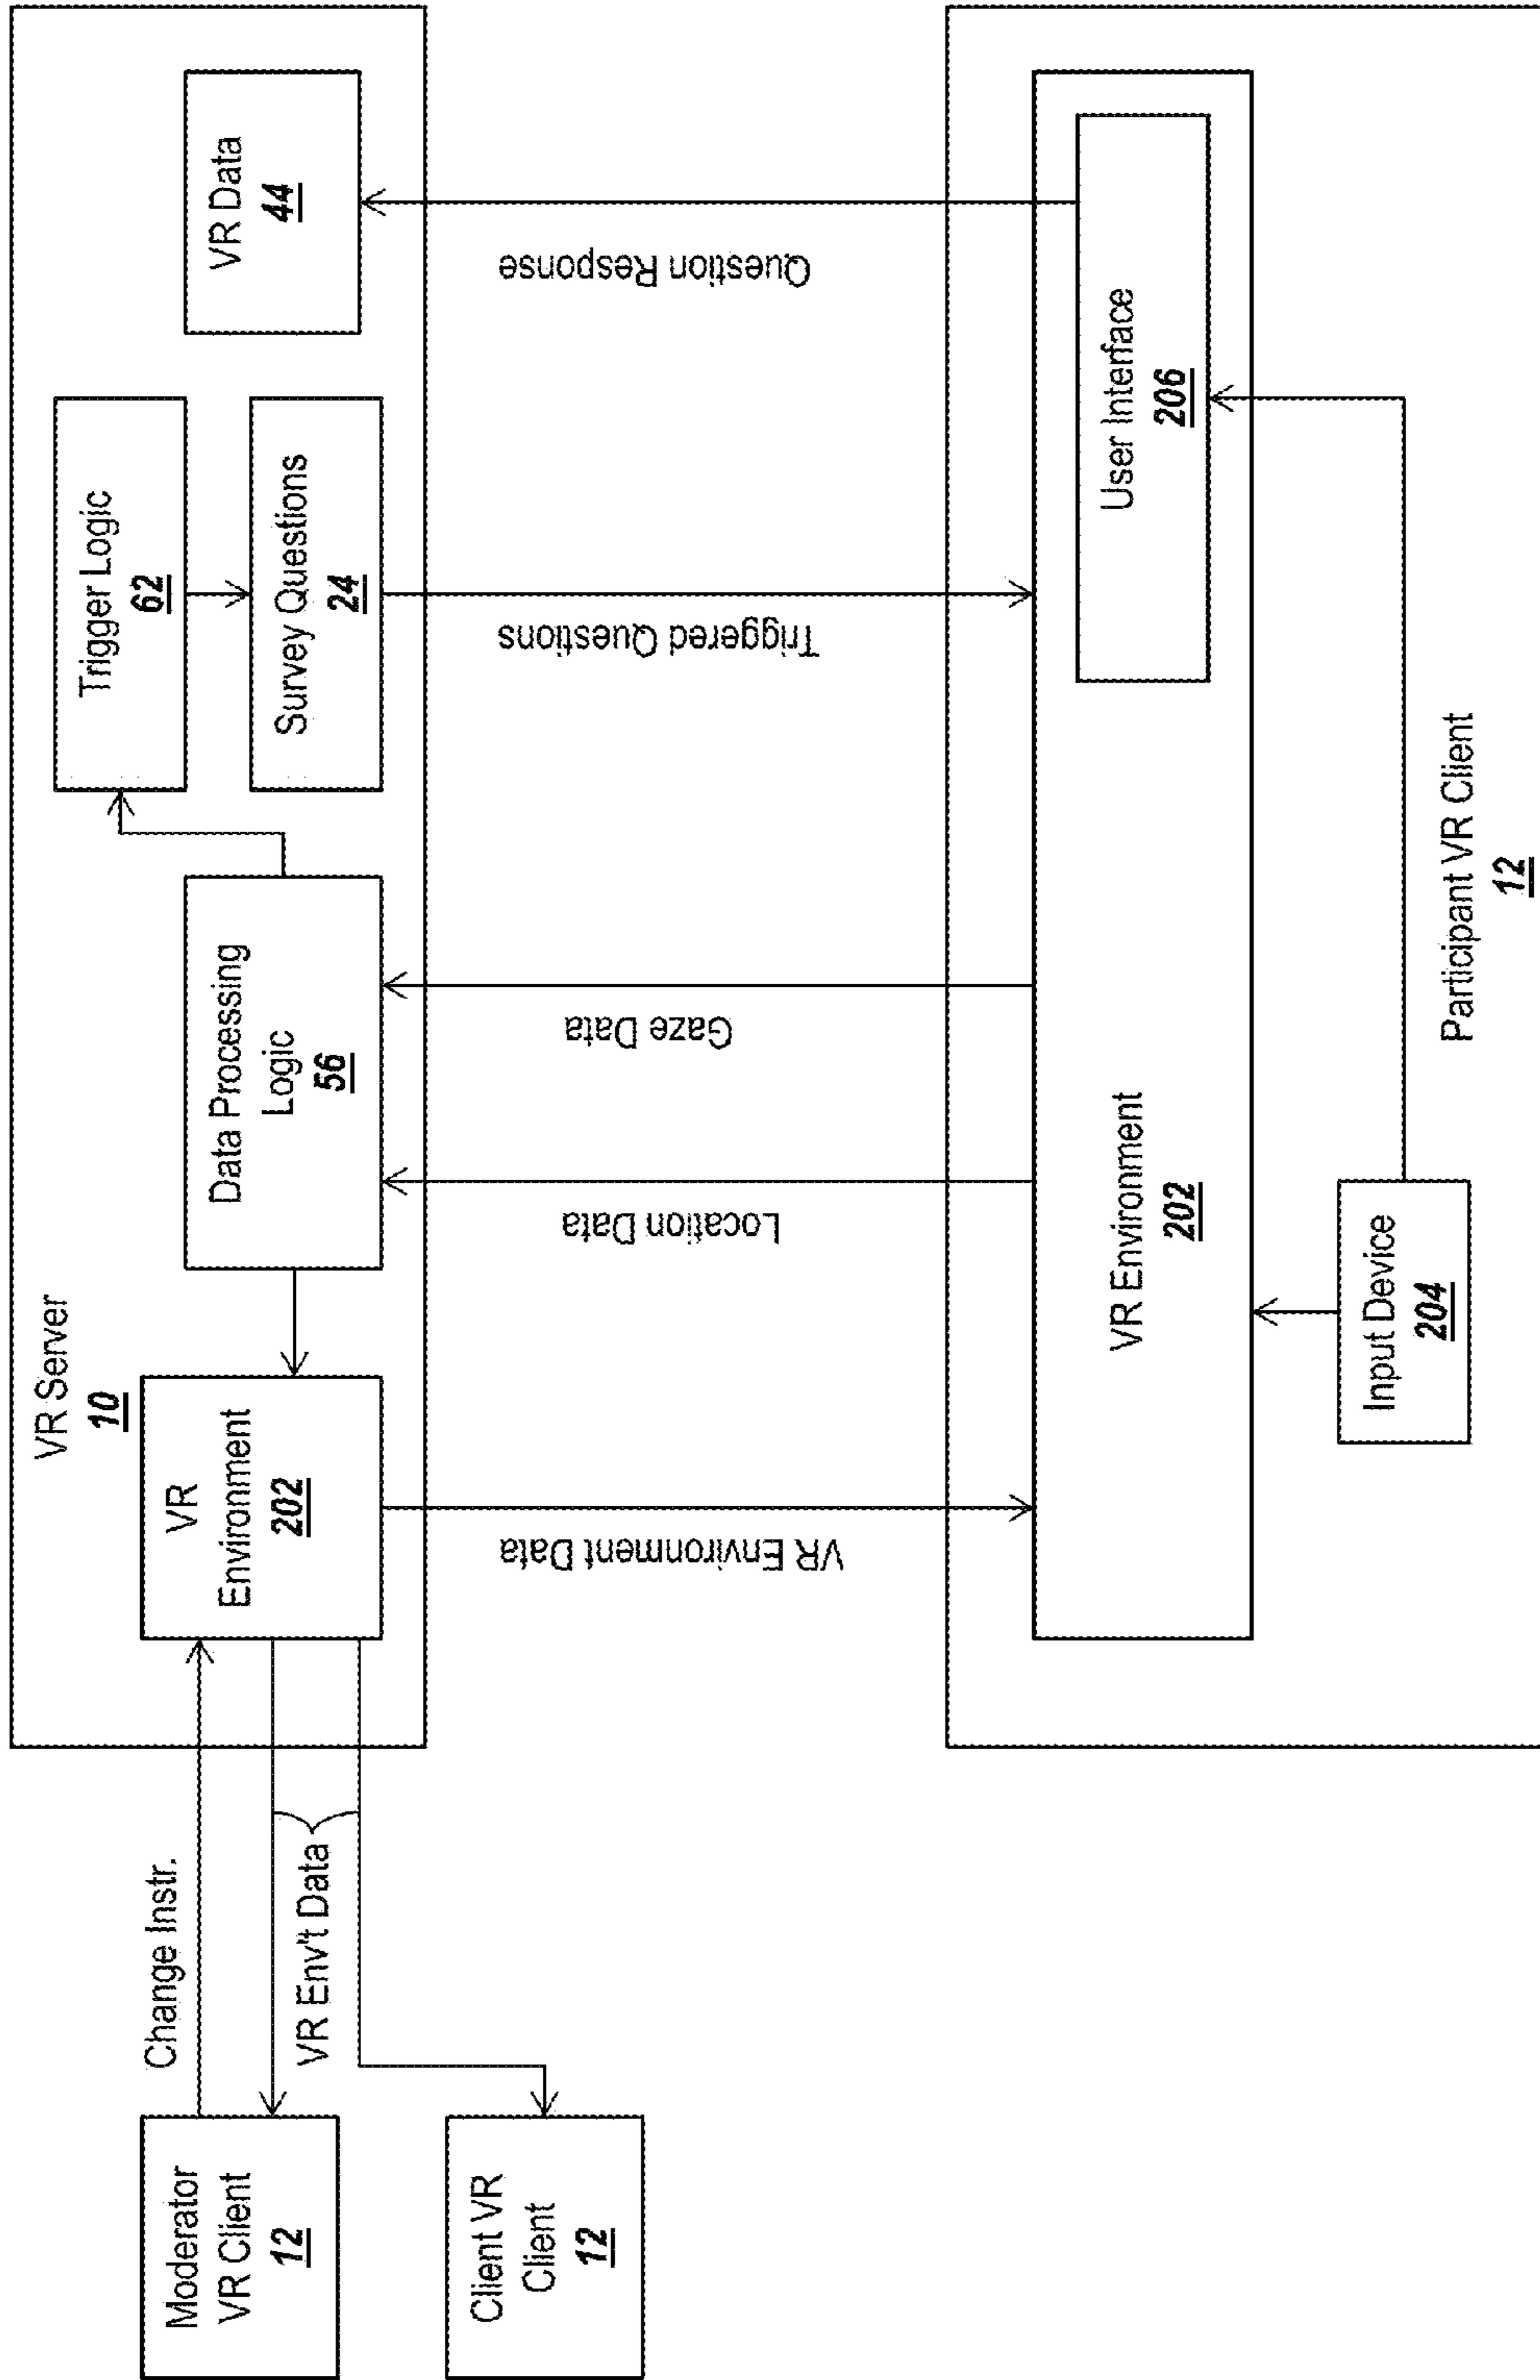 VR Server
10
Moderator
VR Client
12
Change Instr.
VR Env't Data
Client VR
Client
12
VR
Environment
202
Data Processing
Logic
56
Trigger Logic
62
Survey Questions
24
VR Data
44
VR Environment Data
Location Data
Gaze Data
Triggered Questions
Question Response
VR Environment
202
User Interface
206
Input Device
204
Participant VR Client
12